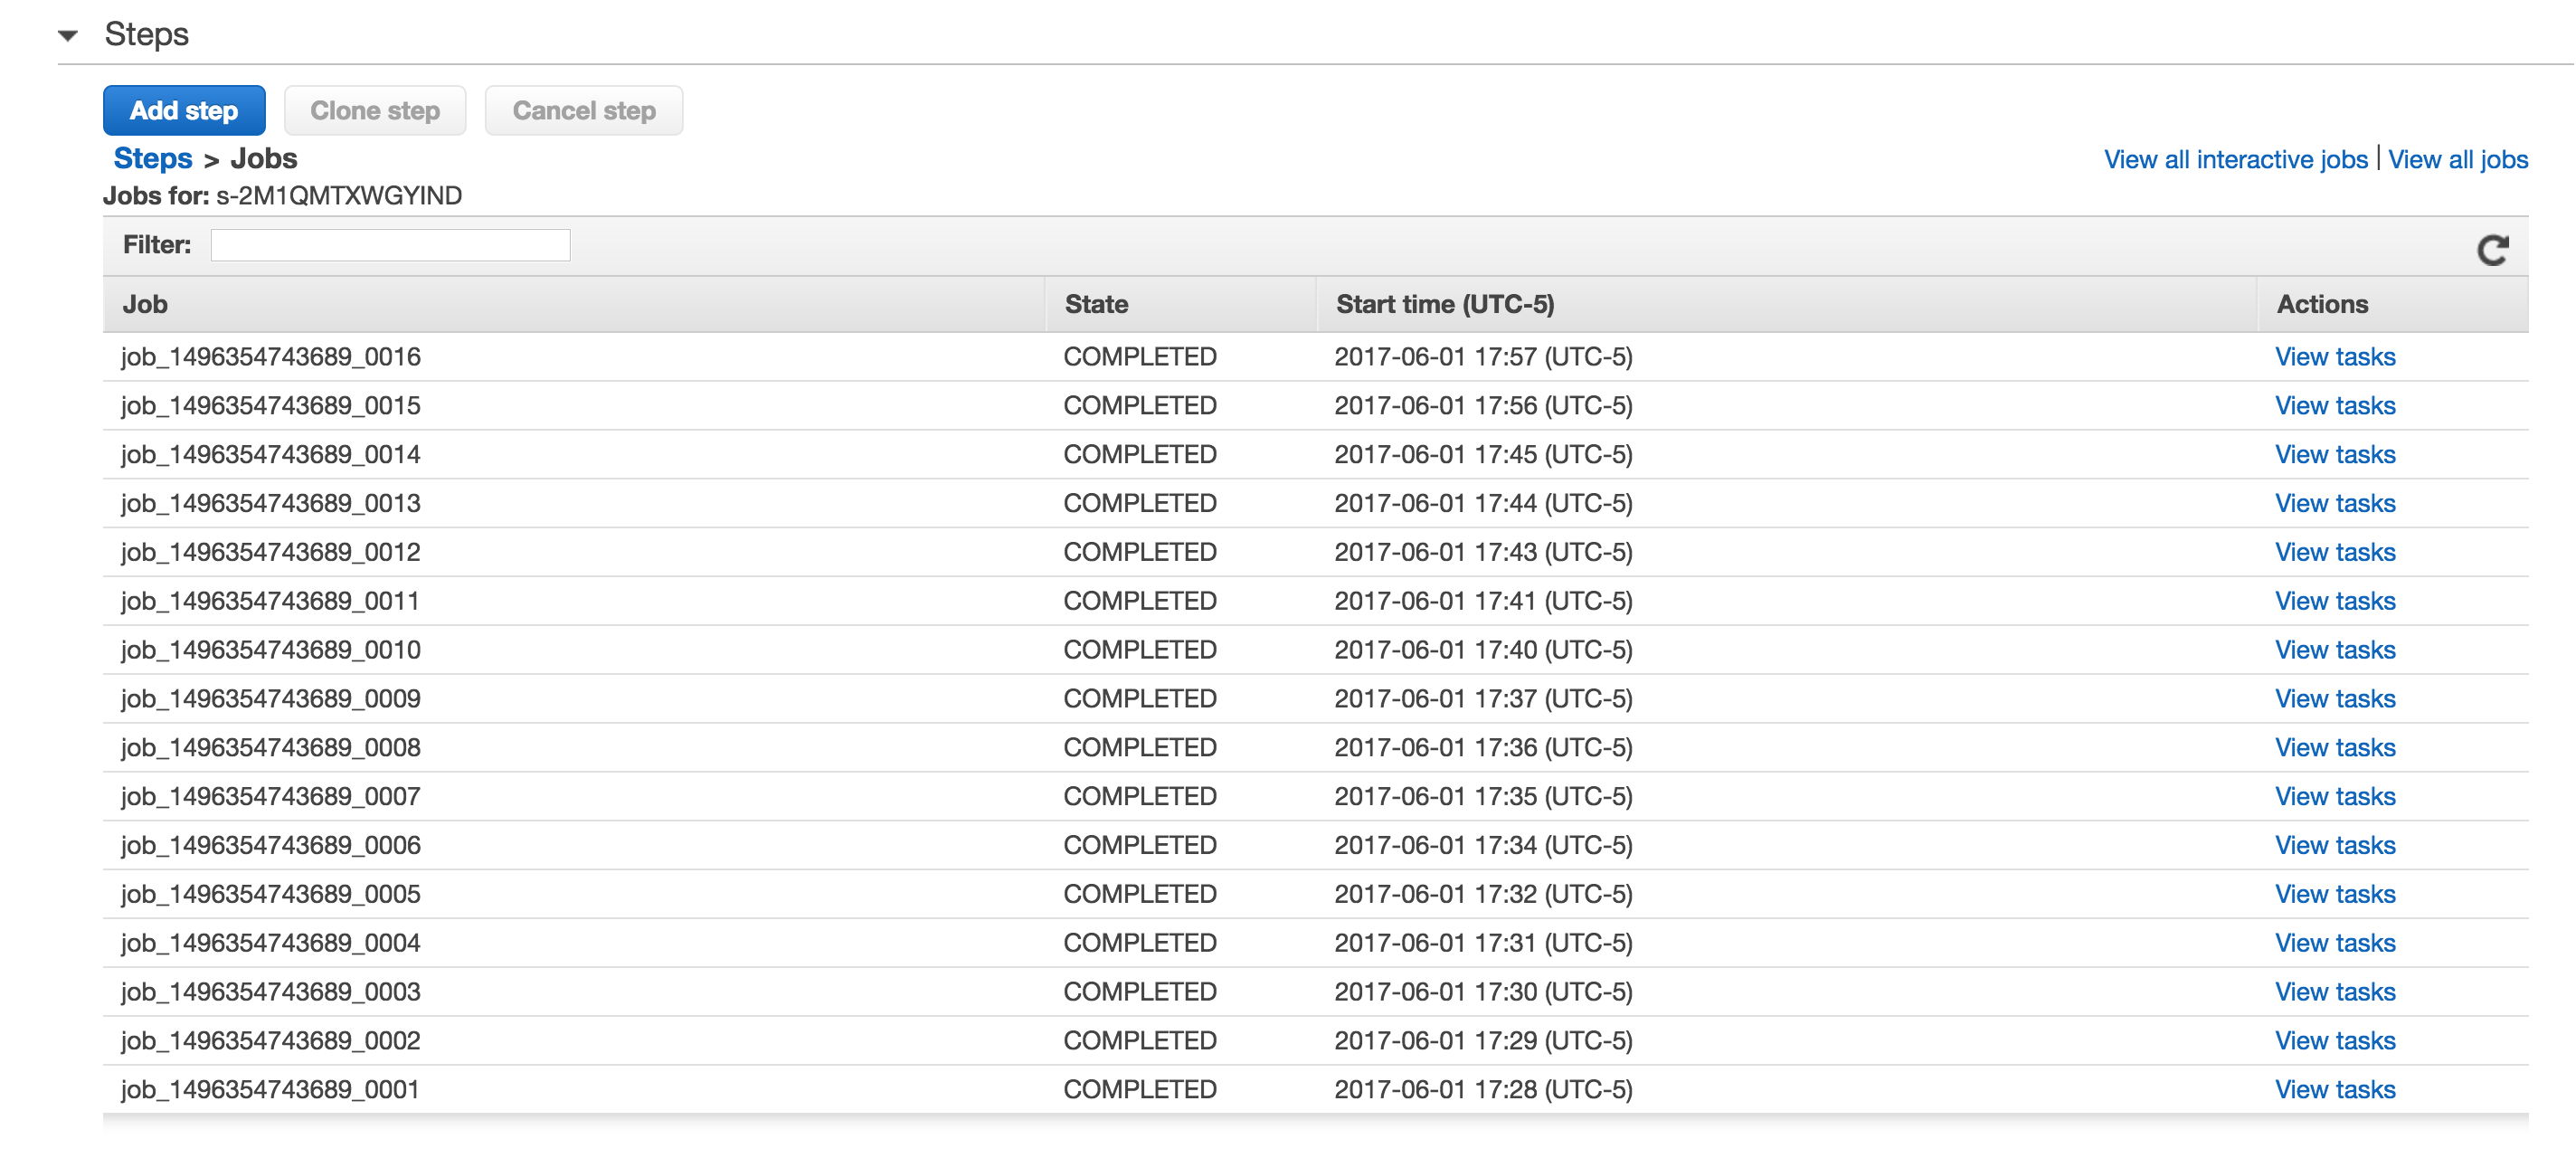 Steps
Add step Clone step Cancel step
Steps > Jobs View all interactive jobs | View all jobs
Jobs for: s-2M1QMTXWGYIND
Filter:
Job State Start time (UTC-5) Actions
job_1496354743689_0016 COMPLETED 2017-06-01 17:57 (UTC-5) View tasks
job_1496354743689_0015 COMPLETED 2017-06-01 17:56 (UTC-5) View tasks
job_1496354743689_0014 COMPLETED 2017-06-01 17:45 (UTC-5) View tasks
job_1496354743689_0013 COMPLETED 2017-06-01 17:44 (UTC-5) View tasks
job_1496354743689_0012 COMPLETED 2017-06-01 17:43 (UTC-5) View tasks
job_1496354743689_0011 COMPLETED 2017-06-01 17:41 (UTC-5) View tasks
job_1496354743689_0010 COMPLETED 2017-06-01 17:40 (UTC-5) View tasks
job_1496354743689_0009 COMPLETED 2017-06-01 17:37 (UTC-5) View tasks
job_1496354743689_0008 COMPLETED 2017-06-01 17:36 (UTC-5) View tasks
job_1496354743689_0007 COMPLETED 2017-06-01 17:35 (UTC-5) View tasks
job_1496354743689_0006 COMPLETED 2017-06-01 17:34 (UTC-5) View tasks
job_1496354743689_0005 COMPLETED 2017-06-01 17:32 (UTC-5) View tasks
job_1496354743689_0004 COMPLETED 2017-06-01 17:31 (UTC-5) View tasks
job_1496354743689_0003 COMPLETED 2017-06-01 17:30 (UTC-5) View tasks
job_1496354743689_0002 COMPLETED 2017-06-01 17:29 (UTC-5) View tasks
job_1496354743689_0001 COMPLETED 2017-06-01 17:28 (UTC-5) View tasks